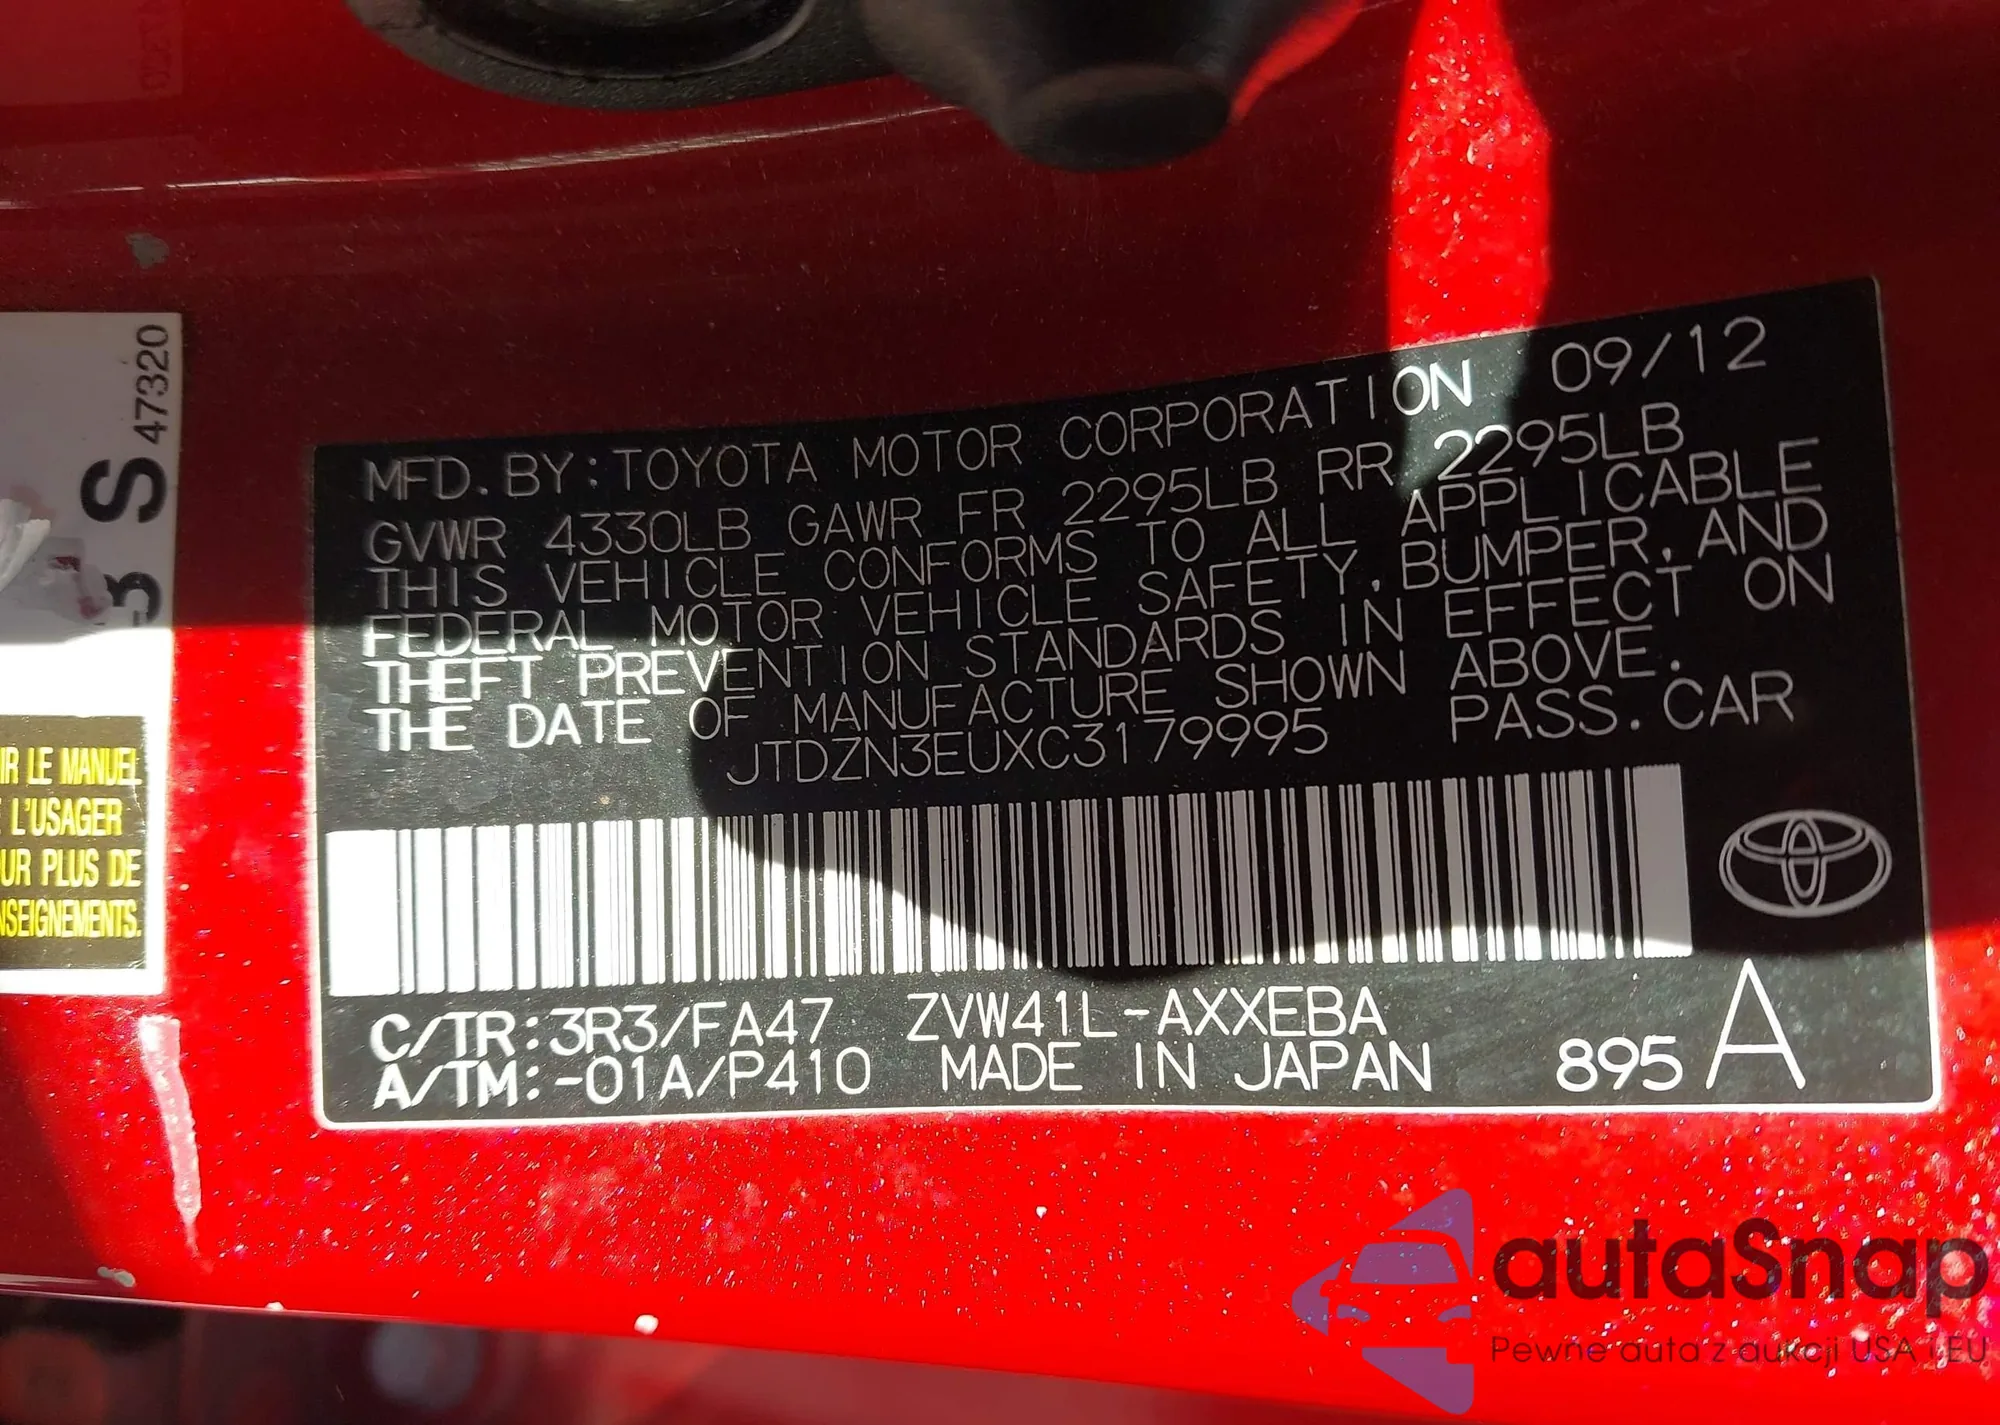 47320
3 S
IR LE MANUEL
L'USAGER
UR PLUS DE
NSEIGNEMENTS.
MFD. BY:TOYOTA MOTOR CORPORATION 09/12
GVWR 4330LB GAWR FR 2295LB RR 2295LB
THIS VEHICLE CONFORMS TO ALL APPLICABLE
FEDERAL MOTOR VEHICLE SAFETY, BUMPER, AND
THEFT PREVENTION STANDARDS IN EFFECT ON
THE DATE OF MANUFACTURE SHOWN ABOVE.
JTDZN3EUXC3179995 PASS. CAR
C/TR:3R3/FA47 ZVW41L-AXXEBA
A/TM:-01A/P410 MADE IN JAPAN 895 A
autaSnap
Pewne auta z aukcji USA i EU